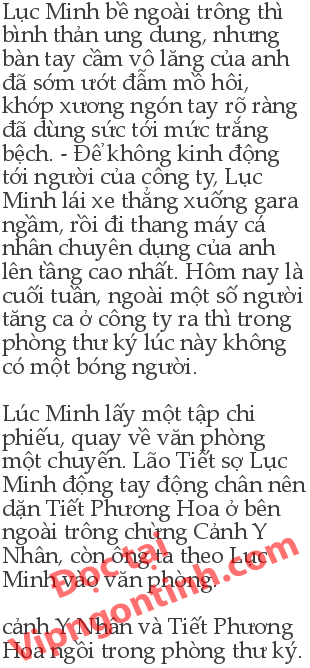 Lục Minh bề ngoài trông thì
bình thản ung dung, nhưng
bàn tay cầm vô lăng của anh
đã sớm ướt đẫm mồ hôi,
khớp xương ngón tay rõ ràng
đã dùng sức tới mức trắng
bệch. - Để không kinh động
tới người của công ty, Lục
Minh lái xe thẳng xuống gara
ngầm, rồi đi thang máy cá
nhân chuyên dụng của anh
lên tầng cao nhất. Hôm nay là
cuối tuần, ngoài một số người
tăng ca ở công ty ra thì trong
phòng thư ký lúc này không
có một bóng người.
Lúc Minh lấy một tập chi
phiếu, quay về văn phòng
một chuyến. Lão Tiết sợ Lục
Minh động tay động chân nên
dặn Tiết Phương Hoa ở bên
ngoài trông chừng Cảnh Y
Nhân, còn ông ta theo Lục
Minh vào văn phòng.
cảnh Y Nhân và Tiết Phương
Hoa ngồi trong phòng thư ký.
Đọc tại
VipNgontinh.com